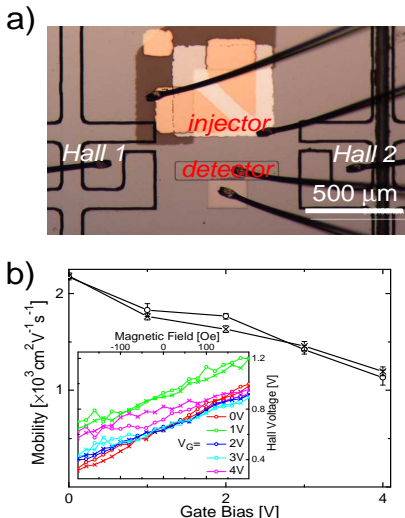 a)
injector
Hall 1
Hall 2
detector
500 μm
b)
2
1
Mobility [×10³cm²V⁻¹s⁻¹]
Magnetic Field [Oe]
-100 0 100
1.2
0.8
0.4
Hall Voltage [V]
V_G=
0V
1V
2V
3V
4V
0 2 4
Gate Bias [V]